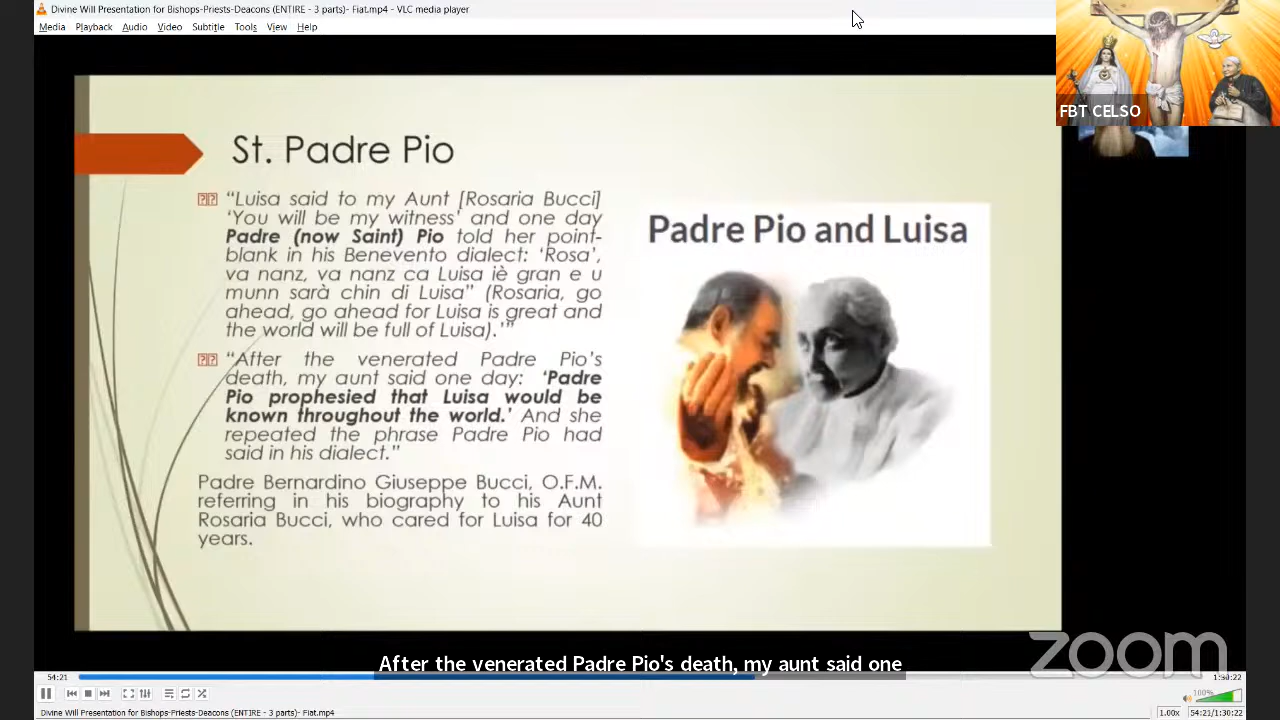 Divine Will Presentation for Bishops-Priests-Deacons (ENTIRE - 3 parts)- Fiat.mp4 - VLC media player
Media Playback Audio Video Subtitle Tools View Help
FBT CELSO
St. Padre Pio
“Luisa said to my Aunt [Rosaria Bucci]
‘You will be my witness’ and one day
Padre (now Saint) Pio told her point-
blank in his Benevento dialect: ‘Rosa’,
va nanz, va nanz ca Luisa iè gran e u
munn sarà chin di Luisa” (Rosaria, go
ahead, go ahead for Luisa is great and
the world will be full of Luisa).’”
“After the venerated Padre Pio’s
death, my aunt said one day: ‘Padre
Pio prophesied that Luisa would be
known throughout the world.’ And she
repeated the phrase Padre Pio had
said in his dialect.”
Padre Bernardino Giuseppe Bucci, O.F.M.
referring in his biography to his Aunt
Rosaria Bucci, who cared for Luisa for 40
years.
Padre Pio and Luisa
After the venerated Padre Pio's death, my aunt said one
zoom
54:21
1:30:22
100%
Divine Will Presentation for Bishops-Priests-Deacons (ENTIRE - 3 parts)- Fiat.mp4
1.00x
54:21/1:30:22